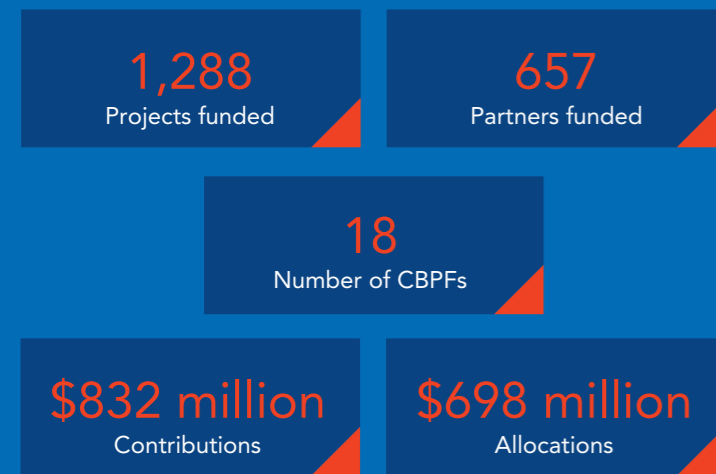 1,288
Projects funded
657
Partners funded
18
Number of CBPFs
$832 million
Contributions
$698 million
Allocations